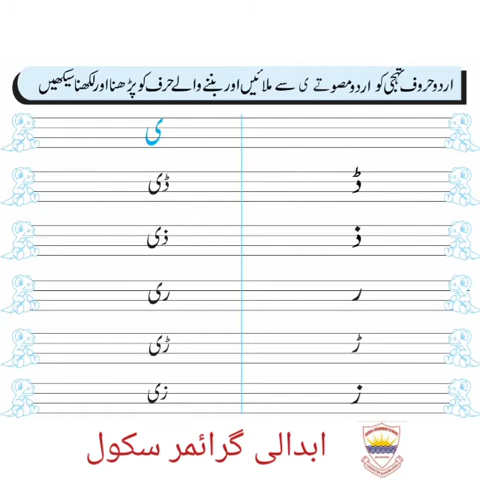 اردو حروف تہجی کو اردو مصوتے ی سے ملائیں اور بننے والے حرف کو پڑھنا اور لکھنا سیکھیں
ی
ڈ ڈی
ذ ذی
ر ری
ڑ ڑی
ز زی
ابدالی گرائمر سکول